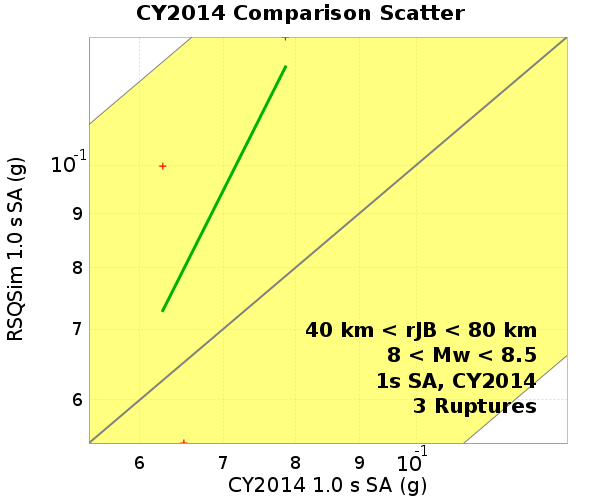 CY2014 Comparison Scatter
RSQSim 1.0 s SA (g)
10-1
9
8
7
6
40 km < rJB < 80 km
8 < Mw < 8.5
1s SA, CY2014
3 Ruptures
6 7 8 9 10-1
CY2014 1.0 s SA (g)